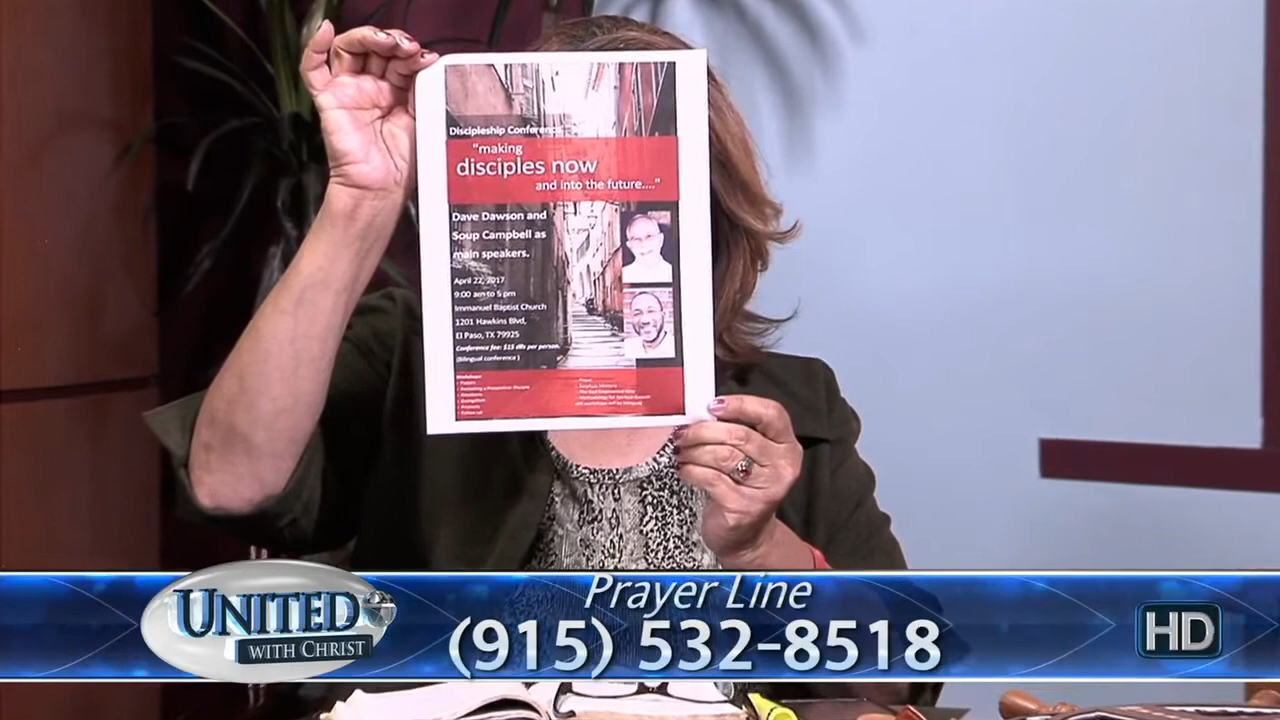 Discipleship Conference
"making
disciples now
and into the future...."
Dave Dawson and
Soup Campbell as
main speakers.
April 22, 2017
9:00 am to 5 pm
Immanuel Baptist Church
1201 Hawkins Blvd,
El Paso, TX 79925
Conference fee: $15 dlls per person.
(Bilingual conference )
Prayer Line
UNITED
WITH CHRIST
(915) 532-8518
HD